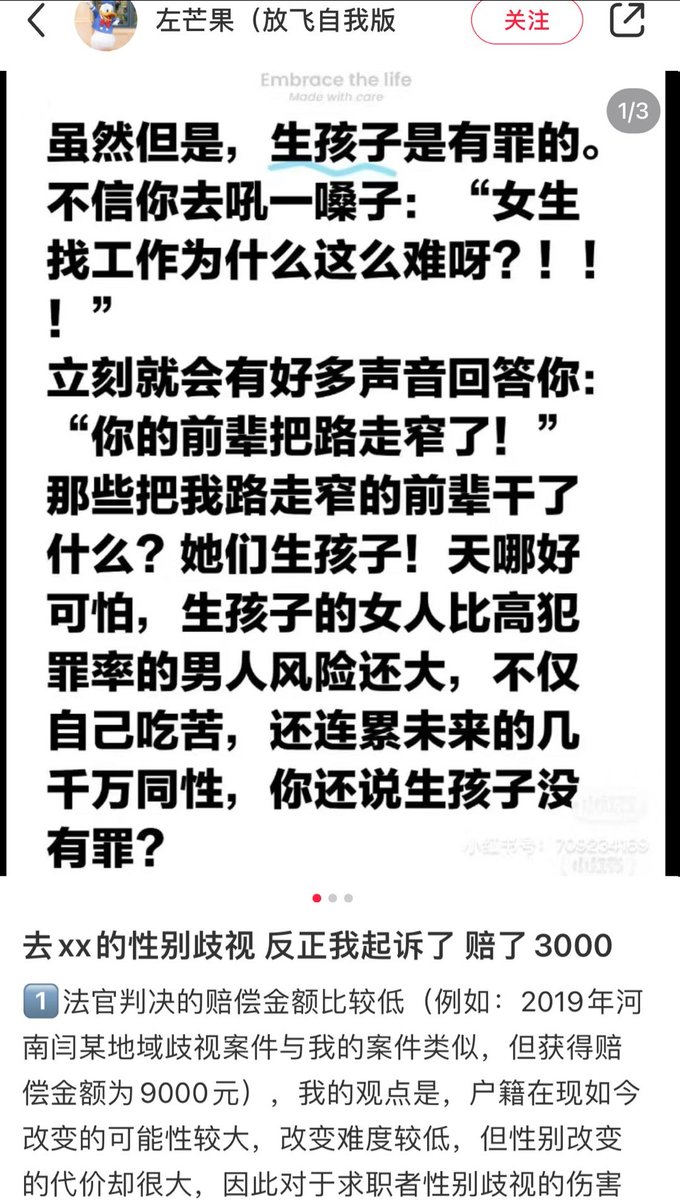 左芒果（放飞自我版
关注
Embrace the life
Made with care
1/3
虽然但是，生孩子是有罪的。
不信你去吼一嗓子：“女生
找工作为什么这么难呀？！！
！”
立刻就会有好多声音回答你：
“你的前辈把路走窄了！”
那些把我路走窄的前辈干了
什么？她们生孩子！天哪好
可怕，生孩子的女人比高犯
罪率的男人风险还大，不仅
自己吃苦，还连累未来的几
千万同性，你还说生孩子没
有罪？
小红书号：709234169
去xx的性别歧视 反正我起诉了 赔了3000
1法官判决的赔偿金额比较低（例如：2019年河
南闫某地域歧视案件与我的案件类似，但获得赔
偿金额为9000元），我的观点是，户籍在现如今
改变的可能性较大，改变难度较低，但性别改变
的代价却很大，因此对于求职者性别歧视的伤害